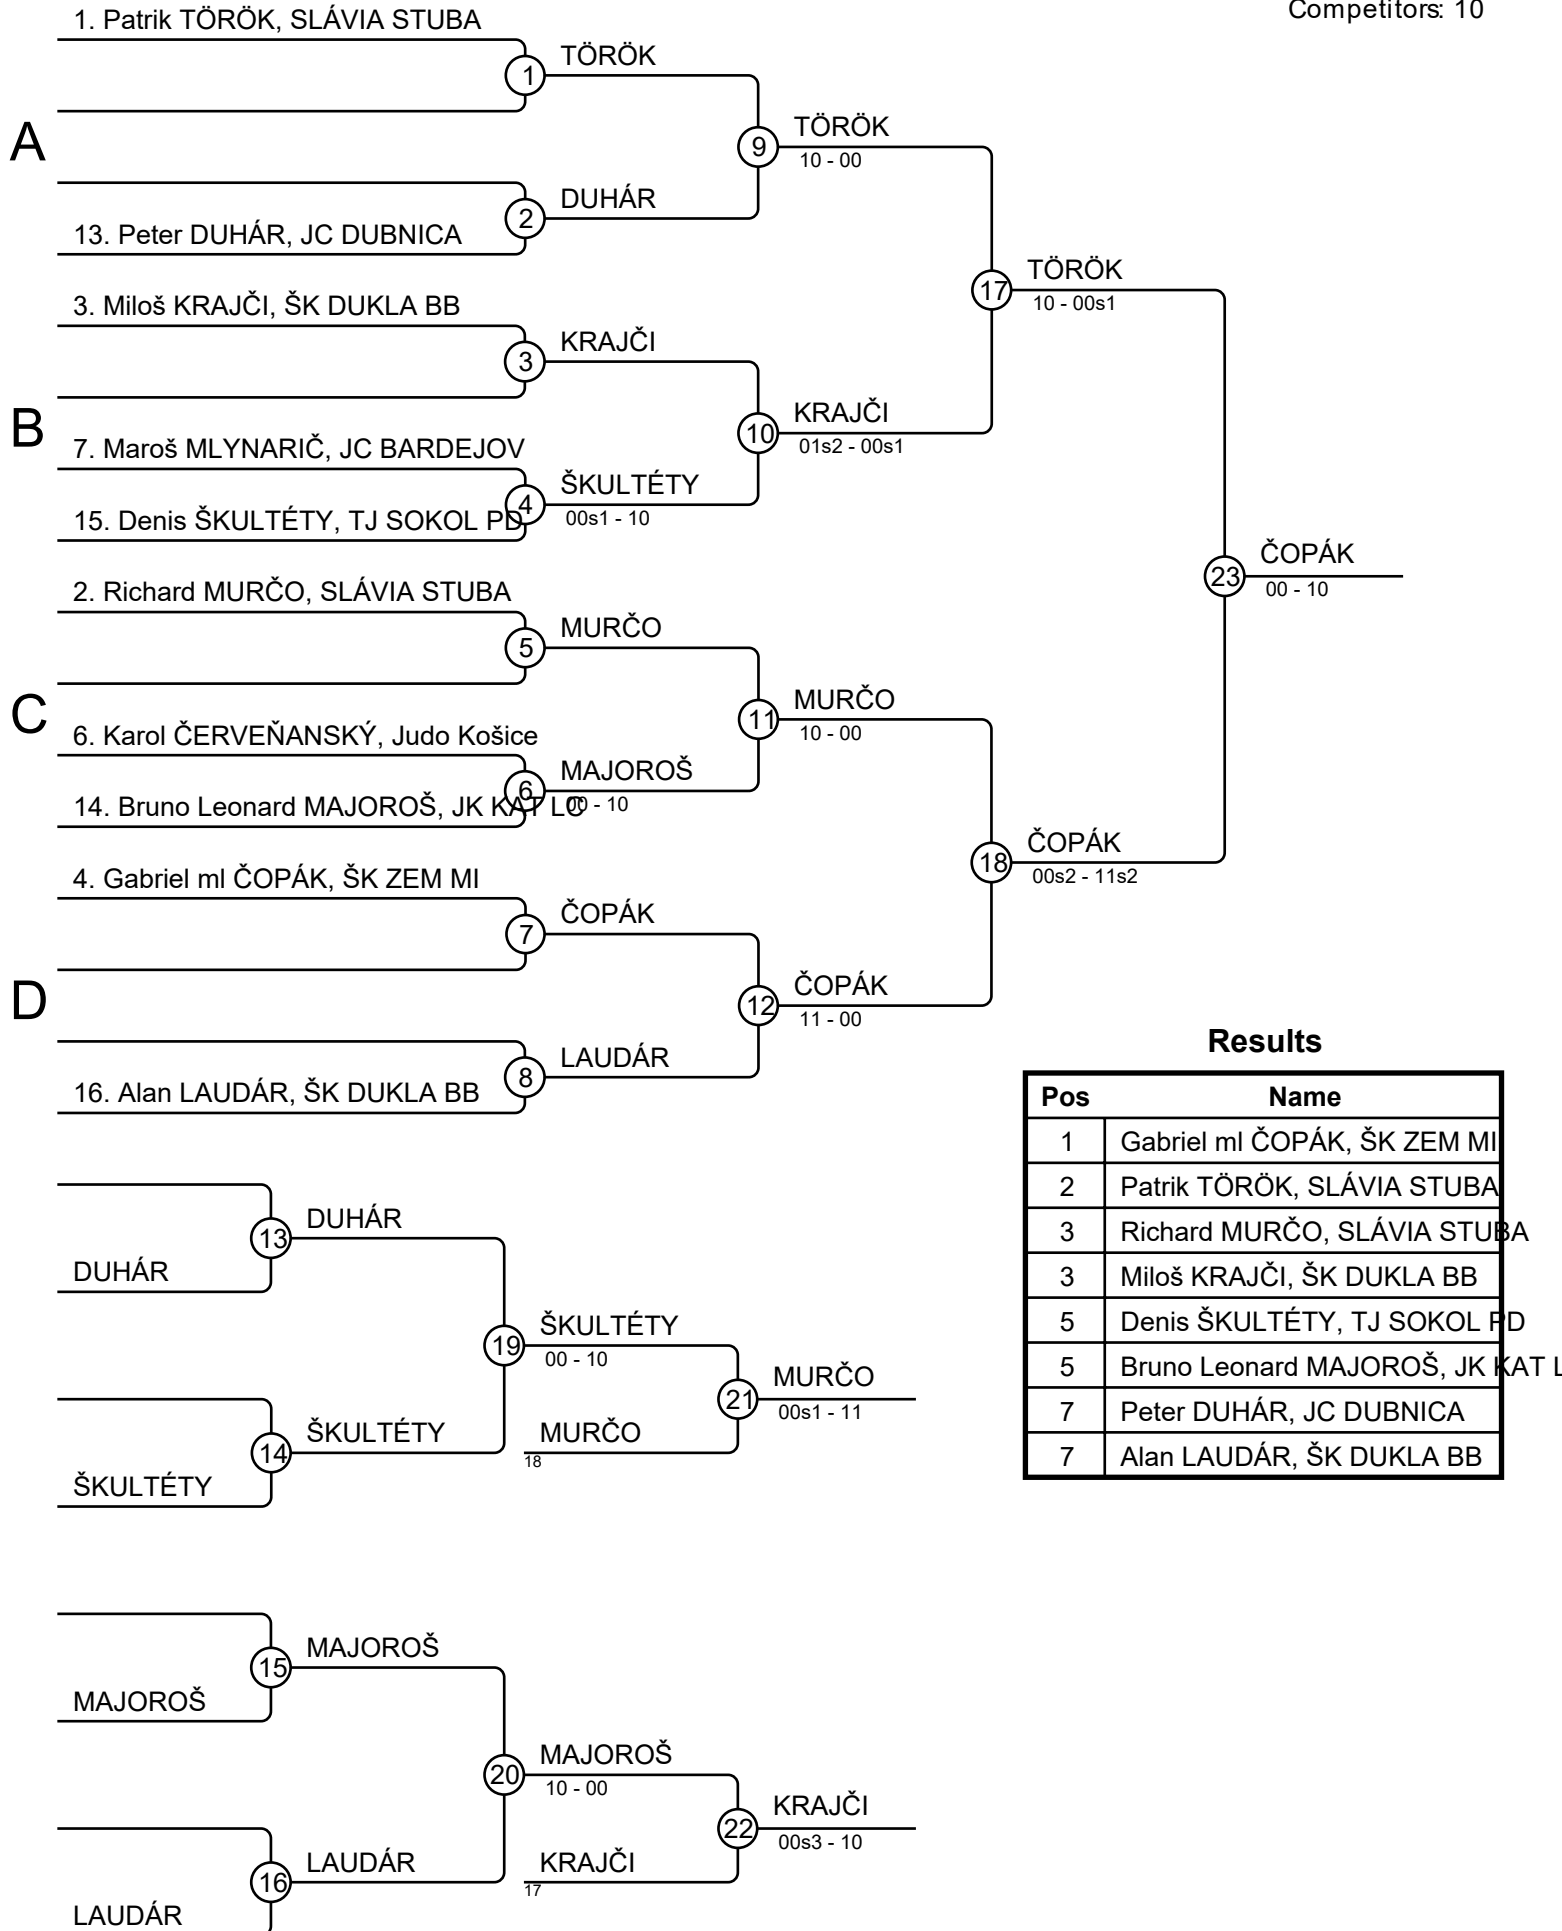 Competitors: 10
1. Patrik TÖRÖK, SLÁVIA STUBA
1
TÖRÖK
A
9
TÖRÖK
10 - 00
2
DUHÁR
13. Peter DUHÁR, JC DUBNICA
17
TÖRÖK
10 - 00s1
3. Miloš KRAJČI, ŠK DUKLA BB
3
KRAJČI
B
10
KRAJČI
01s2 - 00s1
7. Maroš MLYNARIČ, JC BARDEJOV
4
ŠKULTÉTY
00s1 - 10
15. Denis ŠKULTÉTY, TJ SOKOL PD
23
ČOPÁK
00 - 10
2. Richard MURČO, SLÁVIA STUBA
5
MURČO
C
11
MURČO
10 - 00
6. Karol ČERVEŇANSKÝ, Judo Košice
6
MAJOROŠ
00 - 10
14. Bruno Leonard MAJOROŠ, JK KAT LC
18
ČOPÁK
00s2 - 11s2
4. Gabriel ml ČOPÁK, ŠK ZEM MI
7
ČOPÁK
D
12
ČOPÁK
11 - 00
8
LAUDÁR
16. Alan LAUDÁR, ŠK DUKLA BB
Results
Pos Name
1 Gabriel ml ČOPÁK, ŠK ZEM MI
2 Patrik TÖRÖK, SLÁVIA STUBA
3 Richard MURČO, SLÁVIA STUBA
3 Miloš KRAJČI, ŠK DUKLA BB
5 Denis ŠKULTÉTY, TJ SOKOL PD
5 Bruno Leonard MAJOROŠ, JK KAT L
7 Peter DUHÁR, JC DUBNICA
7 Alan LAUDÁR, ŠK DUKLA BB
13
DUHÁR
DUHÁR
19
ŠKULTÉTY
00 - 10
21
MURČO
00s1 - 11
14
ŠKULTÉTY
MURČO
18
ŠKULTÉTY
15
MAJOROŠ
MAJOROŠ
20
MAJOROŠ
10 - 00
22
KRAJČI
00s3 - 10
16
LAUDÁR
KRAJČI
17
LAUDÁR